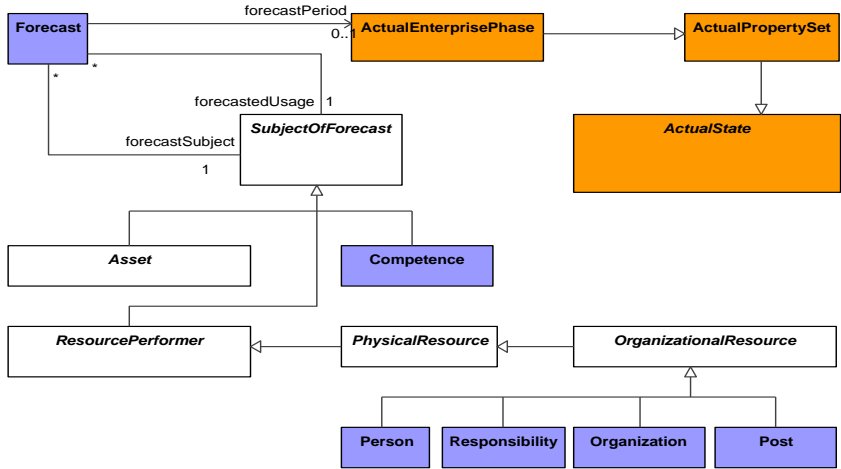 forecastPeriod
Forecast
ActualEnterprisePhase
ActualPropertySet
0..1
*
*
forecastedUsage
1
SubjectOfForecast
ActualState
forecastSubject
1
Asset
Competence
ResourcePerformer
PhysicalResource
OrganizationalResource
Person
Responsibility
Organization
Post